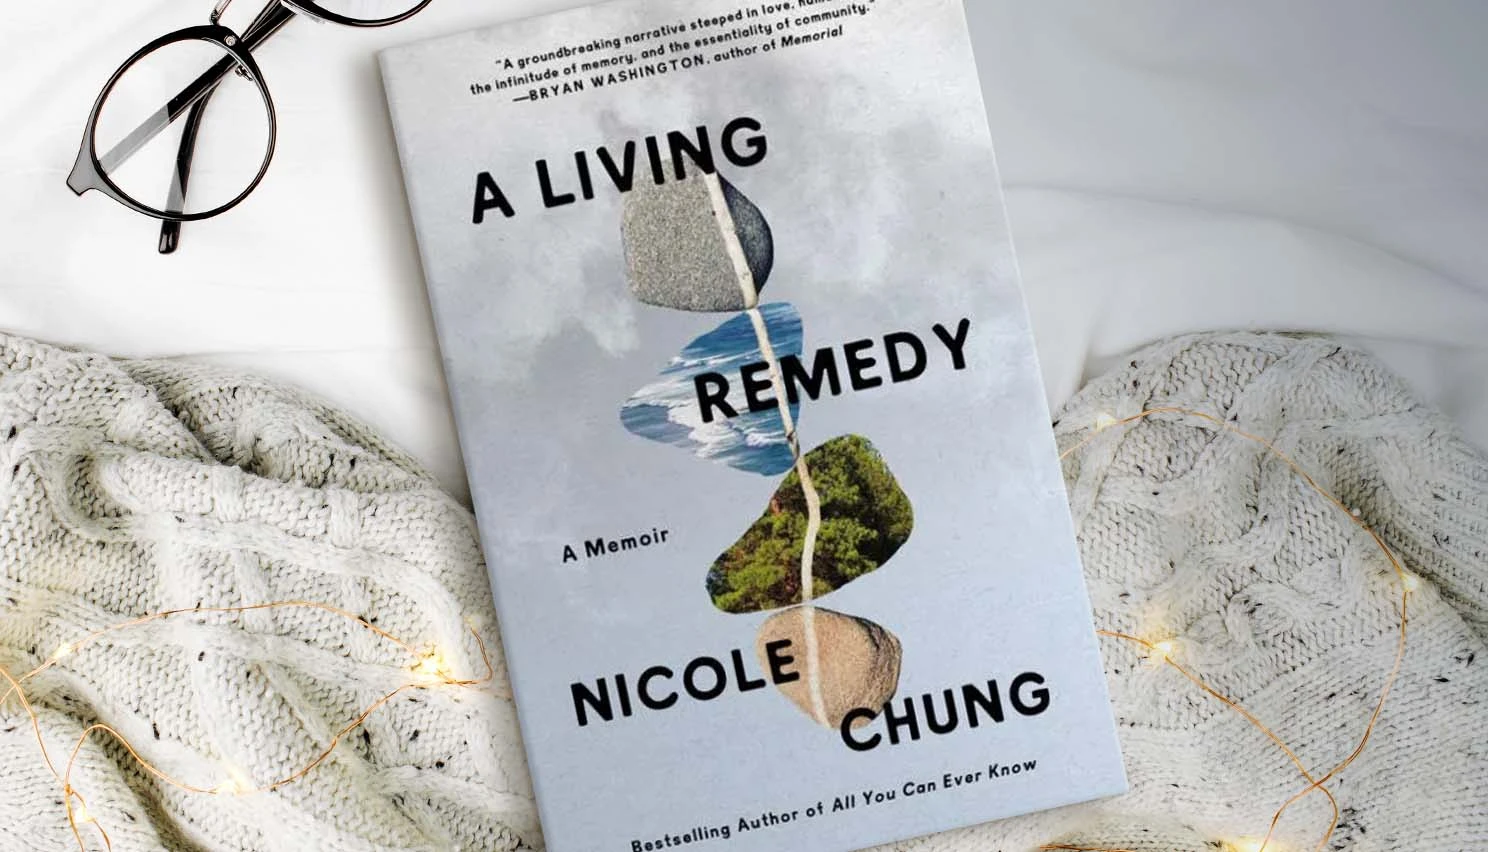 "A groundbreaking narrative steeped in love,
the infinitude of memory, and the essentiality of community."
—BRYAN WASHINGTON, author of Memorial
A LIVING
REMEDY
A Memoir
NICOLE
CHUNG
Bestselling Author of All You Can Ever Know